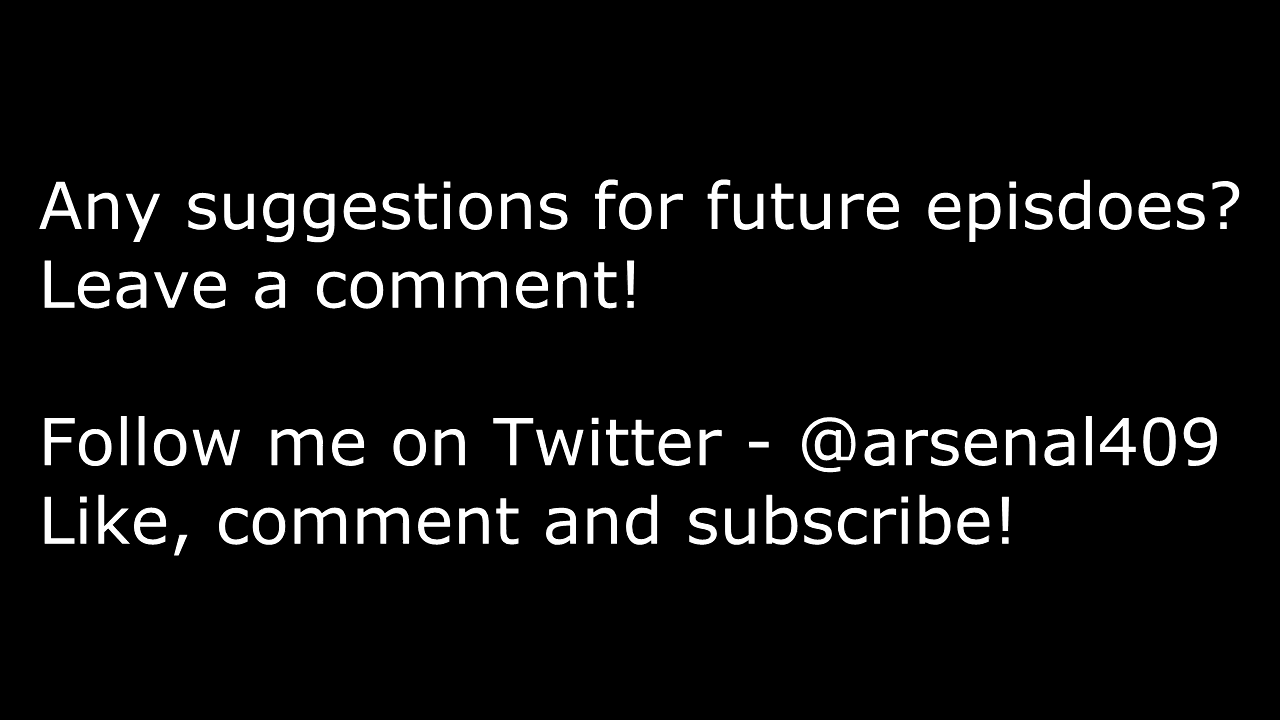 Any suggestions for future episdoes?
Leave a comment!
Follow me on Twitter - @arsenal409
Like, comment and subscribe!